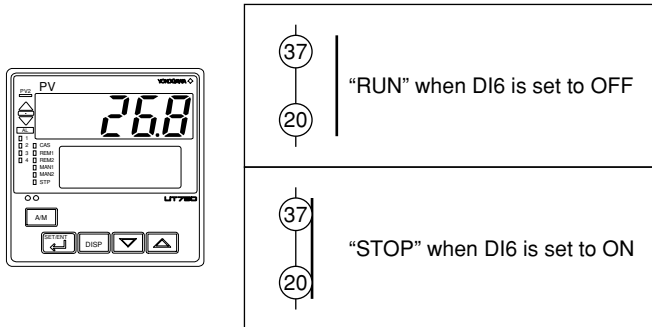 PV2
PV
YOKOGAWA
26.8
AL
1
2 CAS
3 REM1
4 REM2
MAN1
MAN2
STP
UT750
A/M
SET/ENT
DISP
37
20
“RUN” when DI6 is set to OFF
37
20
“STOP” when DI6 is set to ON